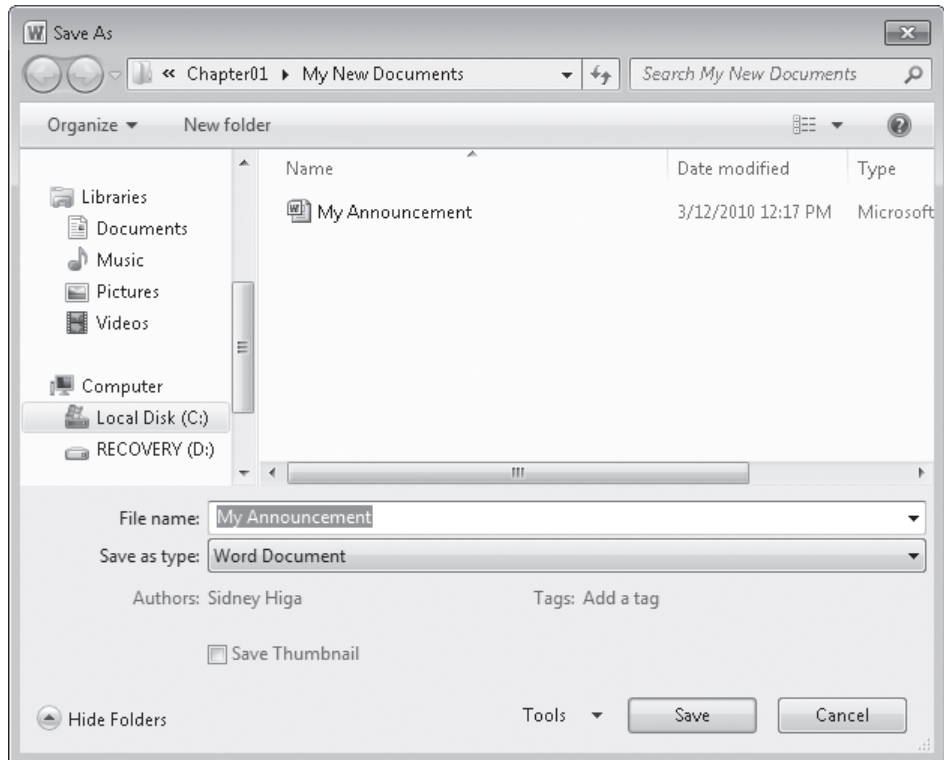 W Save As
« Chapter01 ▸ My New Documents Search My New Documents
Organize New folder ?
Name Date modified Type
W My Announcement 3/12/2010 12:17 PM Microsoft
Libraries
Documents
Music
Pictures
Videos
Computer
Local Disk (C:)
RECOVERY (D:)
File name: My Announcement
Save as type: Word Document
Authors: Sidney Higa Tags: Add a tag
Save Thumbnail
Hide Folders Tools Save Cancel